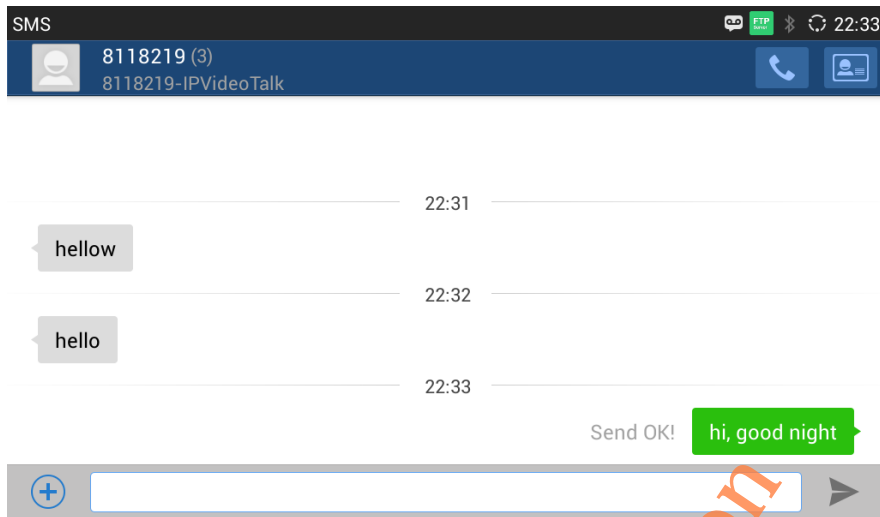 SMS 22:33
8118219 (3)
8118219-IPVideoTalk
22:31
hellow
22:32
hello
22:33
Send OK! hi, good night
on